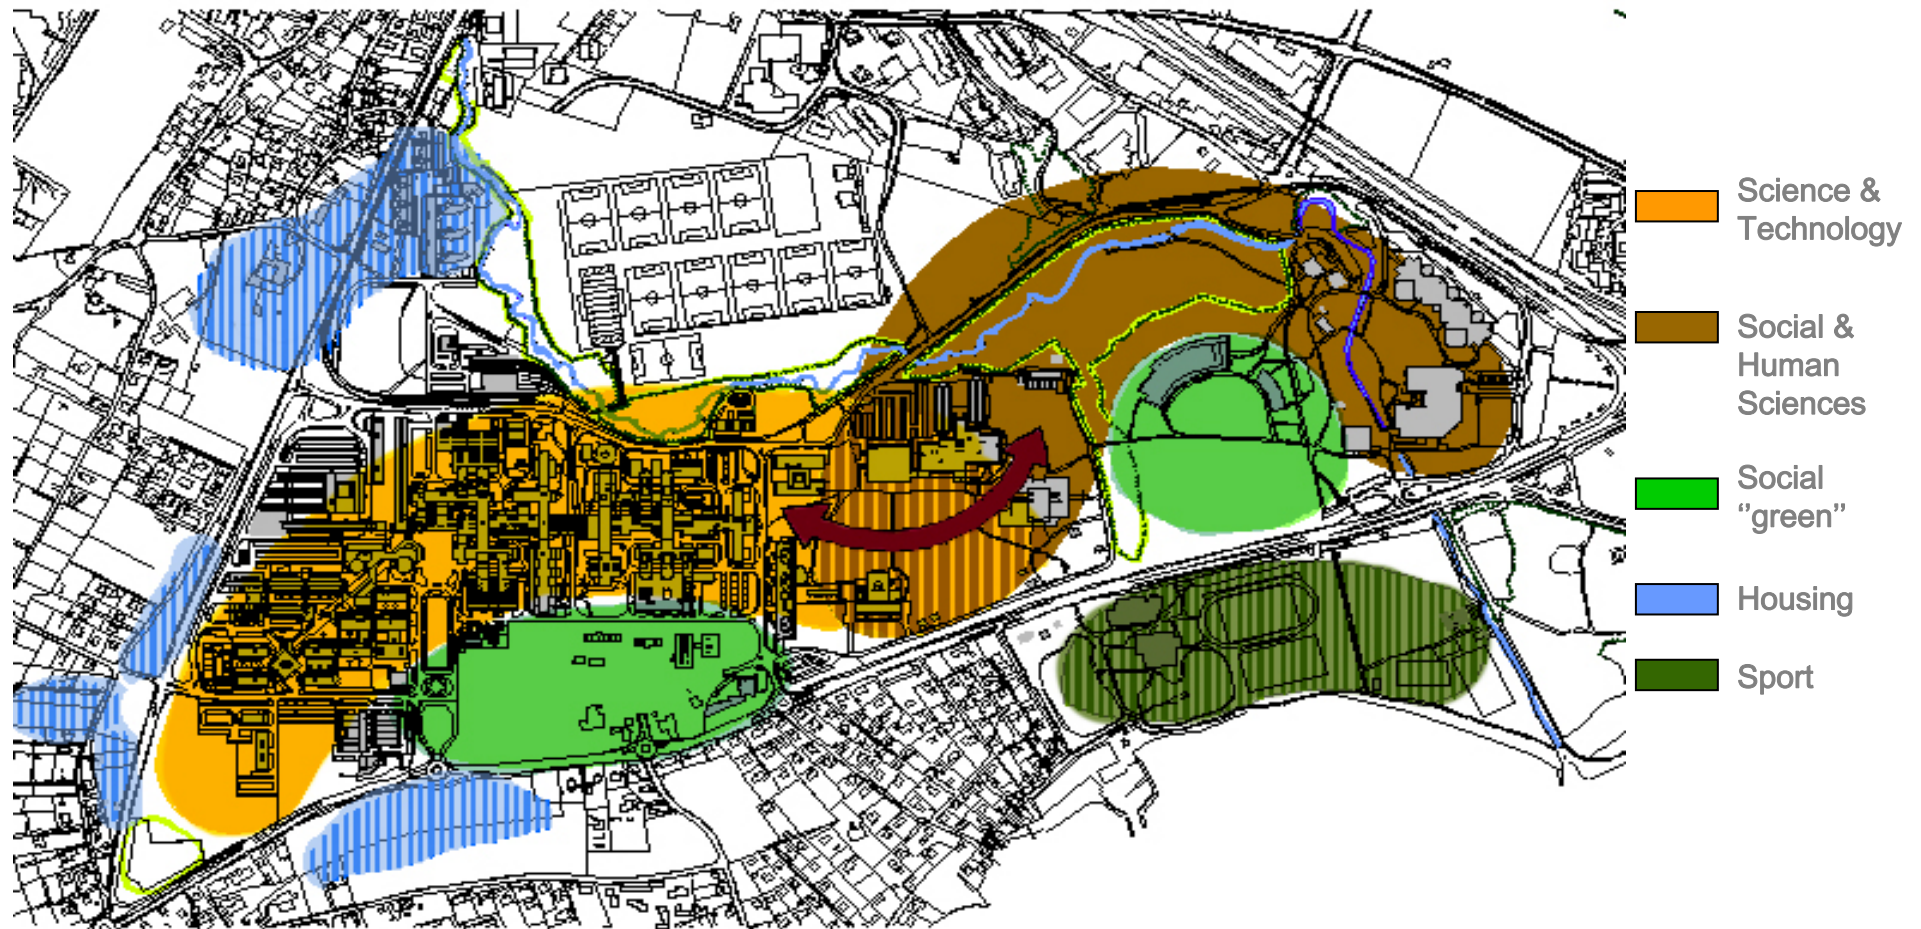 Science &
Technology
Social &
Human
Sciences
Social
‘’green’’
Housing
Sport